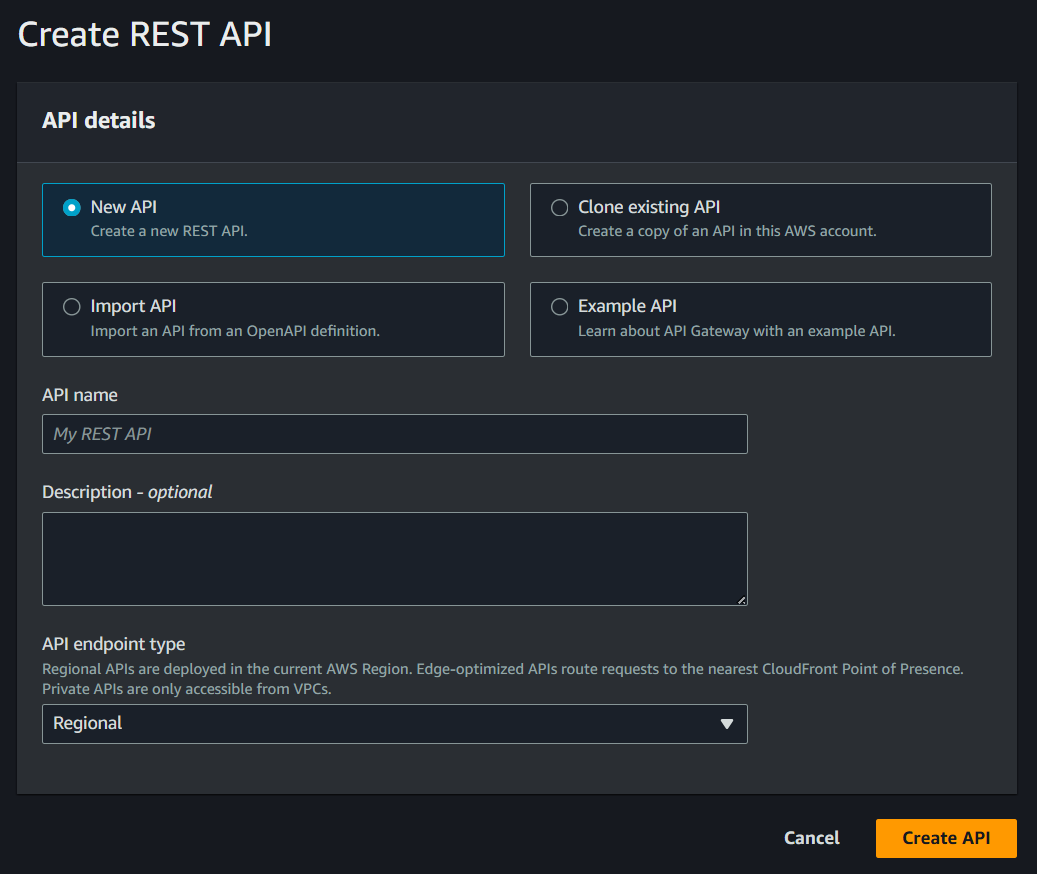 Create REST API
API details
New API
Create a new REST API.
Clone existing API
Create a copy of an API in this AWS account.
Import API
Import an API from an OpenAPI definition.
Example API
Learn about API Gateway with an example API.
API name
My REST API
Description - optional
API endpoint type
Regional APIs are deployed in the current AWS Region. Edge-optimized APIs route requests to the nearest CloudFront Point of Presence.
Private APIs are only accessible from VPCs.
Regional
Cancel
Create API